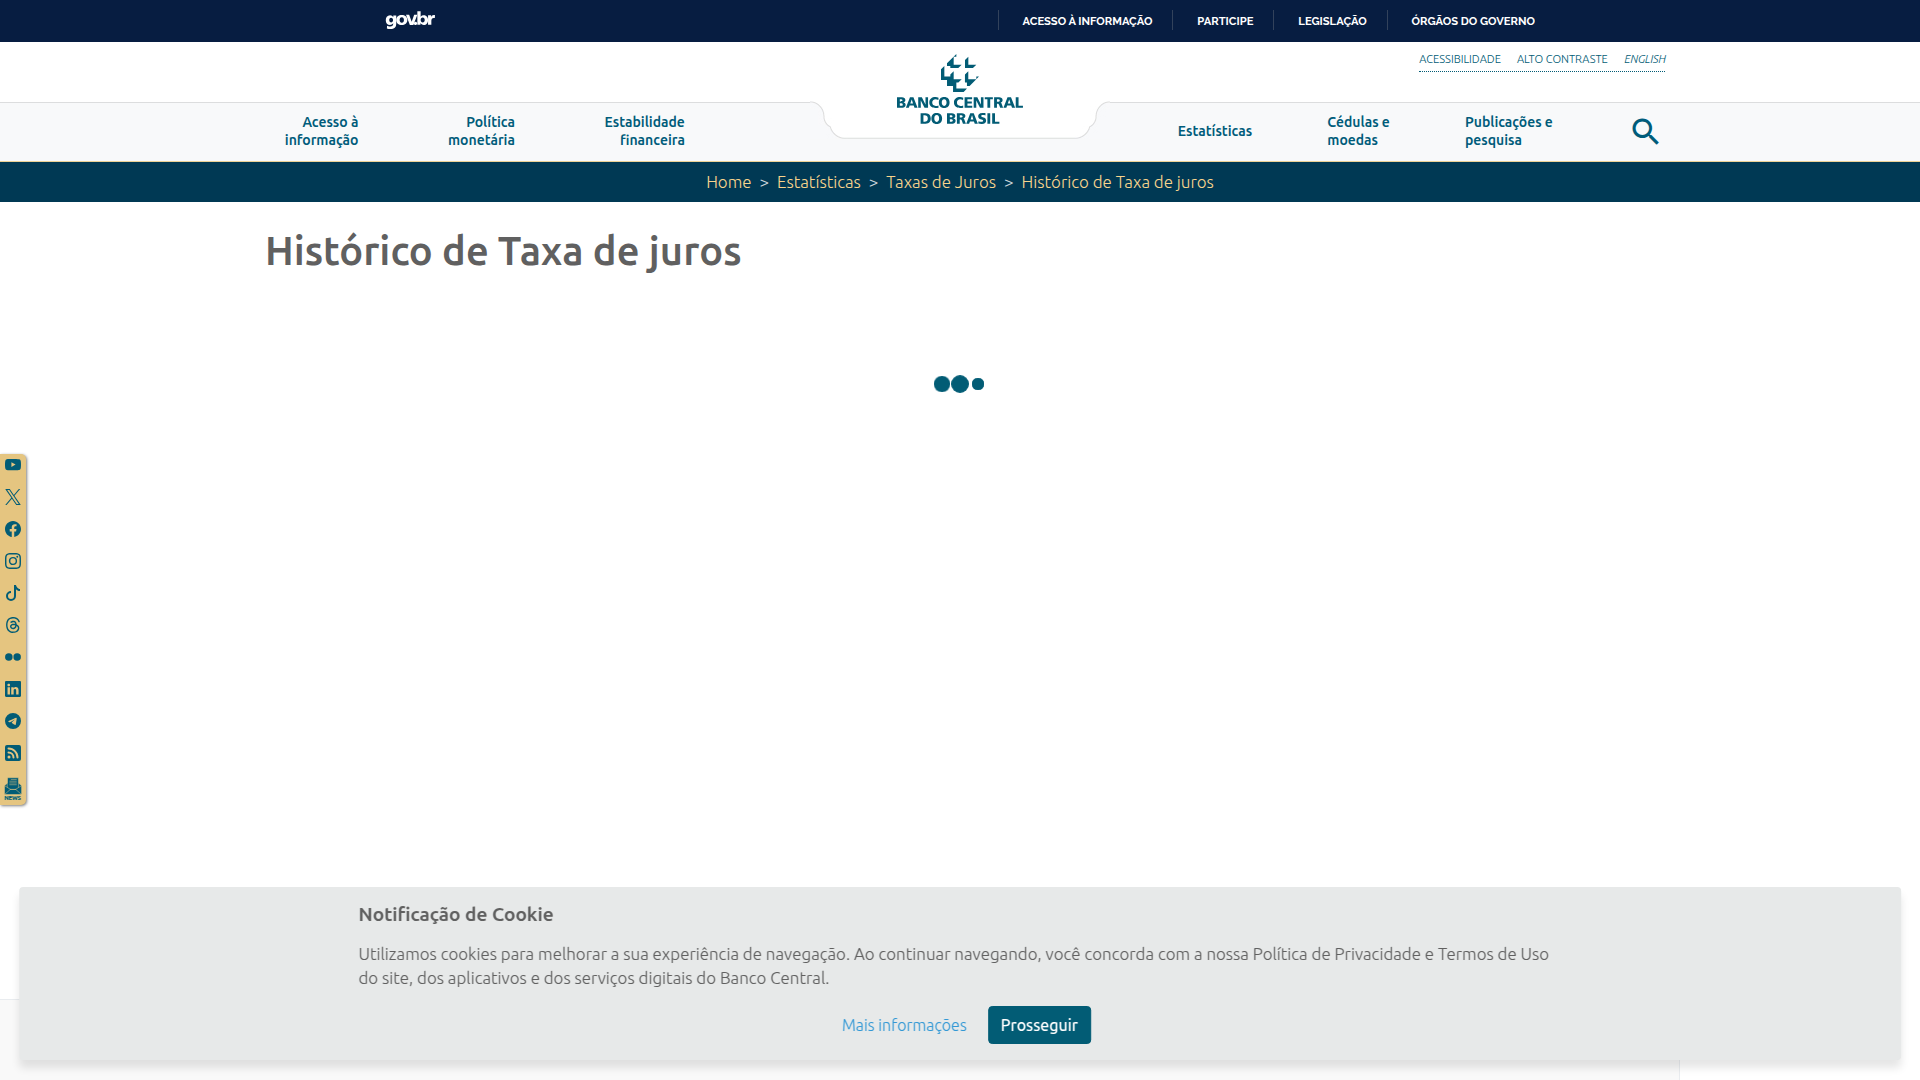 gov.br
ACESSO À INFORMAÇÃO
PARTICIPE
LEGISLAÇÃO
ÓRGÃOS DO GOVERNO
ACESSIBILIDADE
ALTO CONTRASTE
ENGLISH
Acesso à
informação
Política
monetária
Estabilidade
financeira
BANCO CENTRAL
DO BRASIL
Estatísticas
Cédulas e
moedas
Publicações e
pesquisa
Home > Estatísticas > Taxas de Juros > Histórico de Taxa de juros
Histórico de Taxa de juros
NEWS
Notificação de Cookie
Utilizamos cookies para melhorar a sua experiência de navegação. Ao continuar navegando, você concorda com a nossa Política de Privacidade e Termos de Uso
do site, dos aplicativos e dos serviços digitais do Banco Central.
Mais informações
Prosseguir